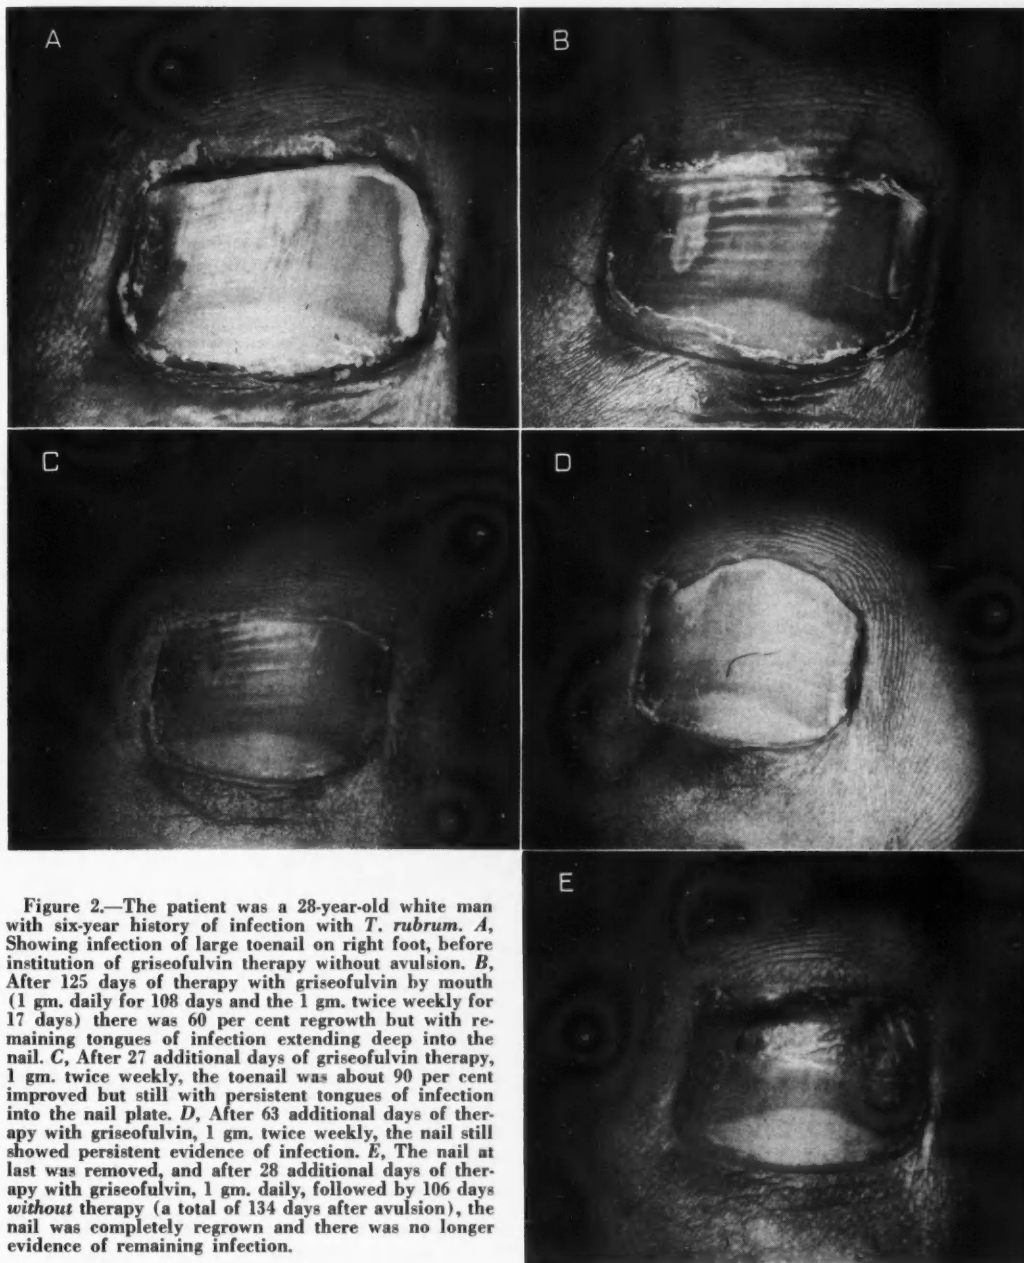 A
B
C
D
E
Figure 2.—The patient was a 28-year-old white man
with six-year history of infection with T. rubrum. A,
Showing infection of large toenail on right foot, before
institution of griseofulvin therapy without avulsion. B,
After 125 days of therapy with griseofulvin by mouth
(1 gm. daily for 108 days and the 1 gm. twice weekly for
17 days) there was 60 per cent regrowth but with re-
maining tongues of infection extending deep into the
nail. C, After 27 additional days of griseofulvin therapy,
1 gm. twice weekly, the toenail was about 90 per cent
improved but still with persistent tongues of infection
into the nail plate. D, After 63 additional days of ther-
apy with griseofulvin, 1 gm. twice weekly, the nail still
showed persistent evidence of infection. E, The nail at
last was removed, and after 28 additional days of ther-
apy with griseofulvin, 1 gm. daily, followed by 106 days
without therapy (a total of 134 days after avulsion), the
nail was completely regrown and there was no longer
evidence of remaining infection.